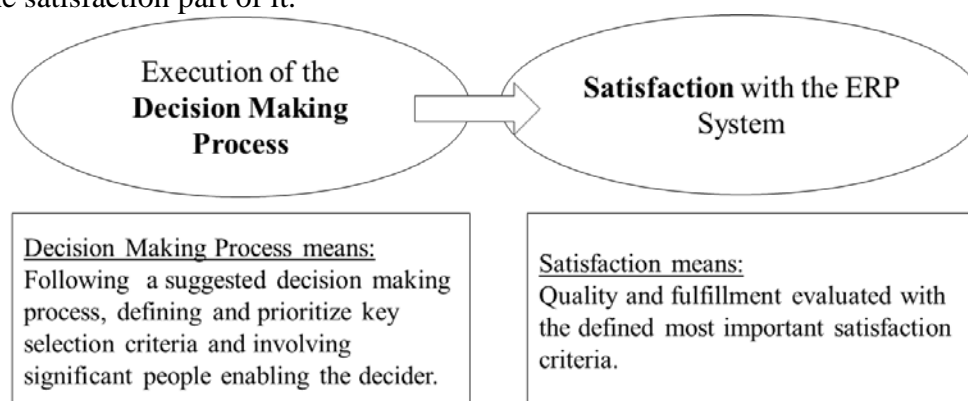 e satisfaction part of it.
Execution of the
Decision Making
Process
Satisfaction with the ERP
System
Decision Making Process means:
Following a suggested decision making
process, defining and prioritize key
selection criteria and involving
significant people enabling the decider.
Satisfaction means:
Quality and fulfillment evaluated with
the defined most important satisfaction
criteria.